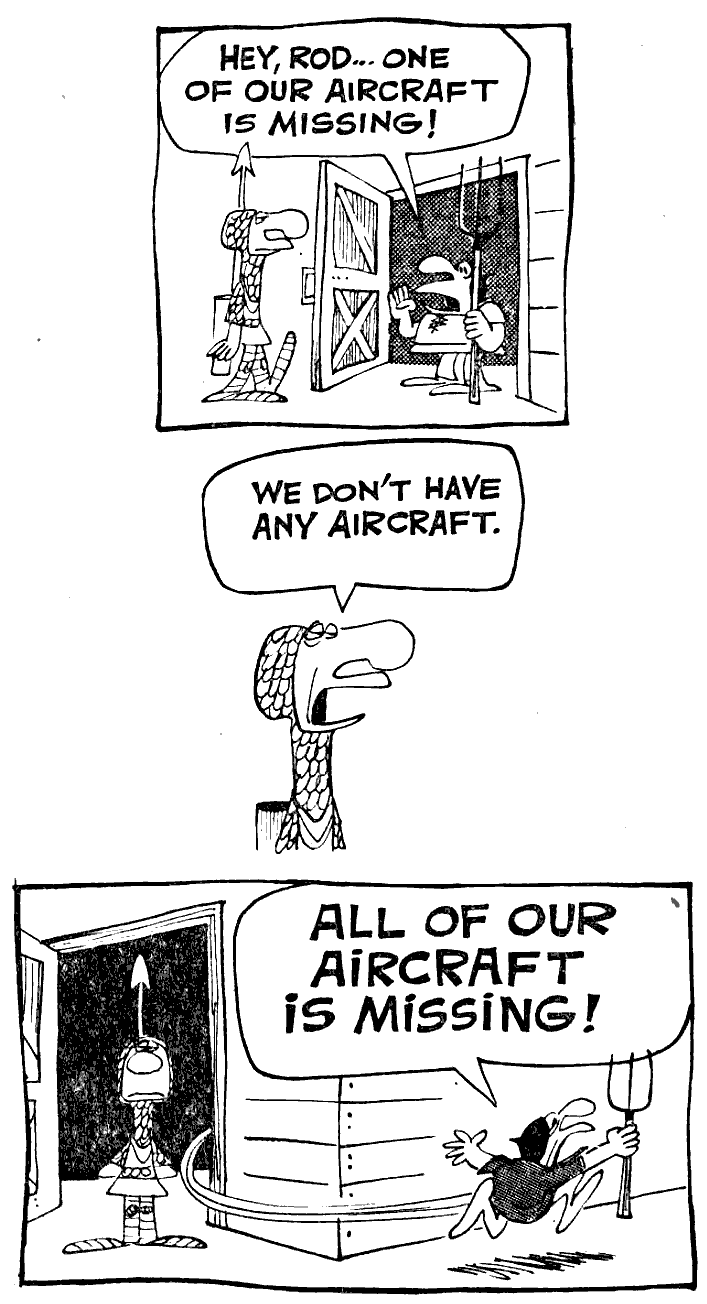 HEY, ROD... ONE
OF OUR AIRCRAFT
IS MISSING!
WE DON'T HAVE
ANY AIRCRAFT.
ALL OF OUR
AIRCRAFT
IS MISSING!